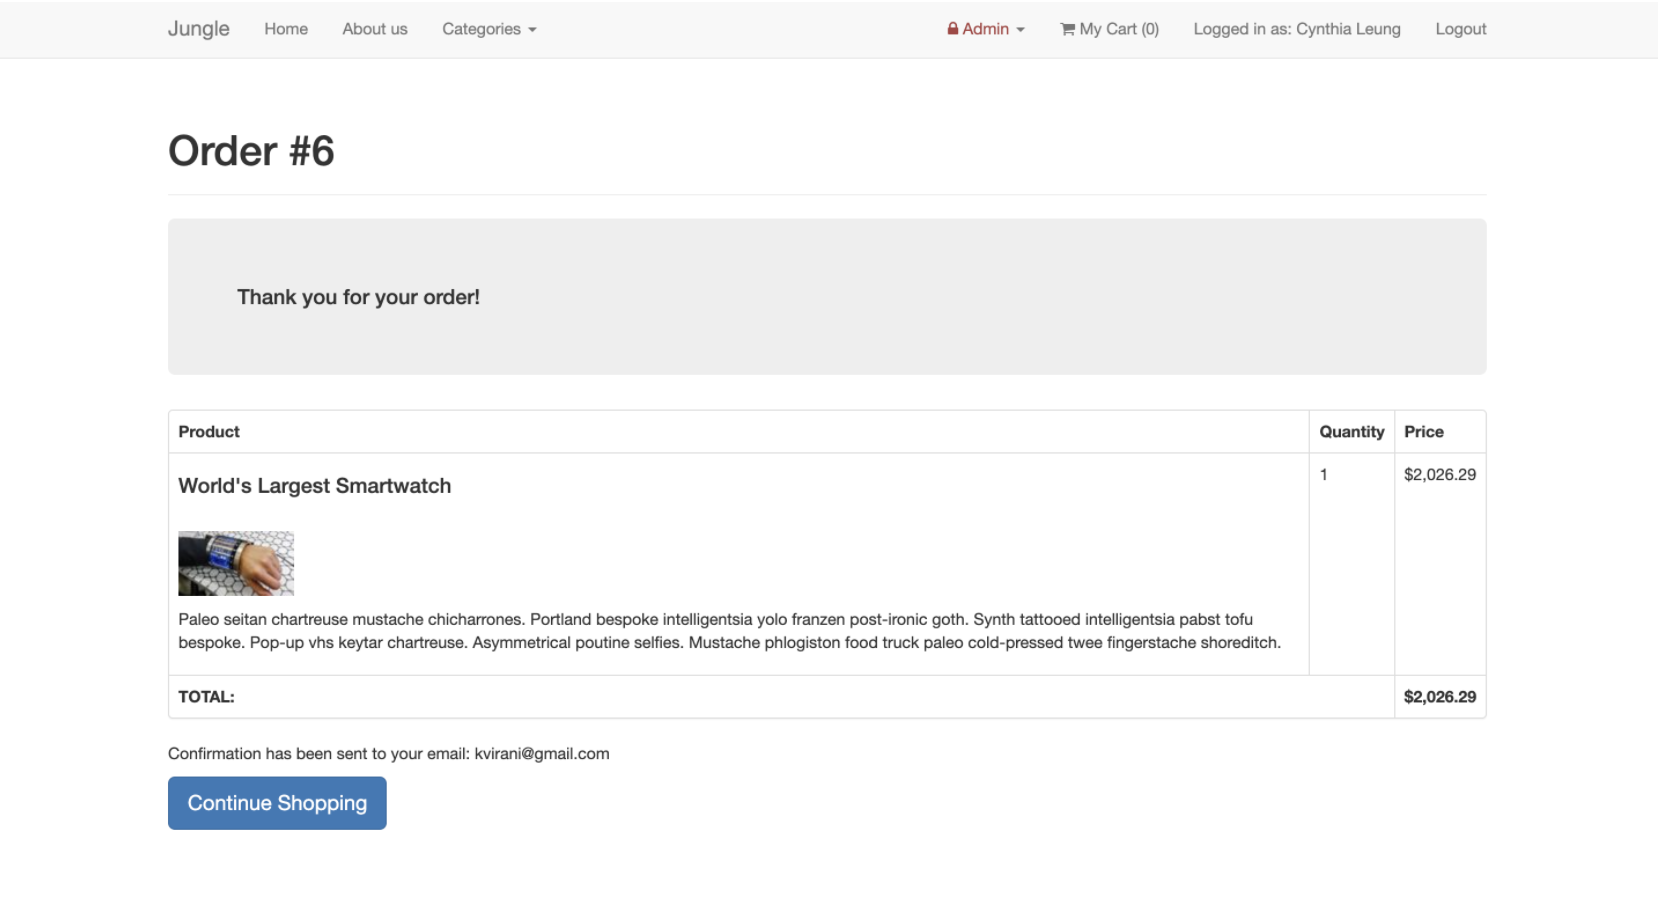 Jungle Home About us Categories Admin My Cart (0) Logged in as: Cynthia Leung Logout
Order #6
Thank you for your order!
Product Quantity Price
World's Largest Smartwatch 1 $2,026.29
Paleo seitan chartreuse mustache chicharrones. Portland bespoke intelligentsia yolo franzen post-ironic goth. Synth tattooed intelligentsia pabst tofu
bespoke. Pop-up vhs keytar chartreuse. Asymmetrical poutine selfies. Mustache phlogiston food truck paleo cold-pressed twee fingerstache shoreditch.
TOTAL: $2,026.29
Confirmation has been sent to your email: kvirani@gmail.com
Continue Shopping